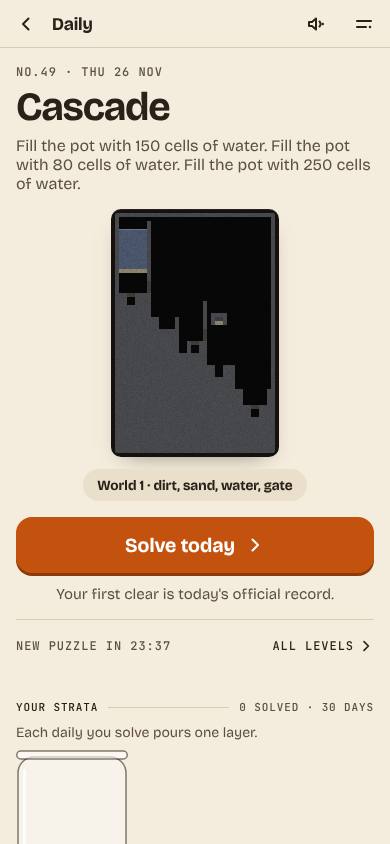 Daily
NO.49 · THU 26 NOV
Cascade
Fill the pot with 150 cells of water. Fill the pot
with 80 cells of water. Fill the pot with 250 cells
of water.
World 1 · dirt, sand, water, gate
Solve today
Your first clear is today's official record.
NEW PUZZLE IN 23:37
ALL LEVELS
YOUR STRATA
0 SOLVED · 30 DAYS
Each daily you solve pours one layer.